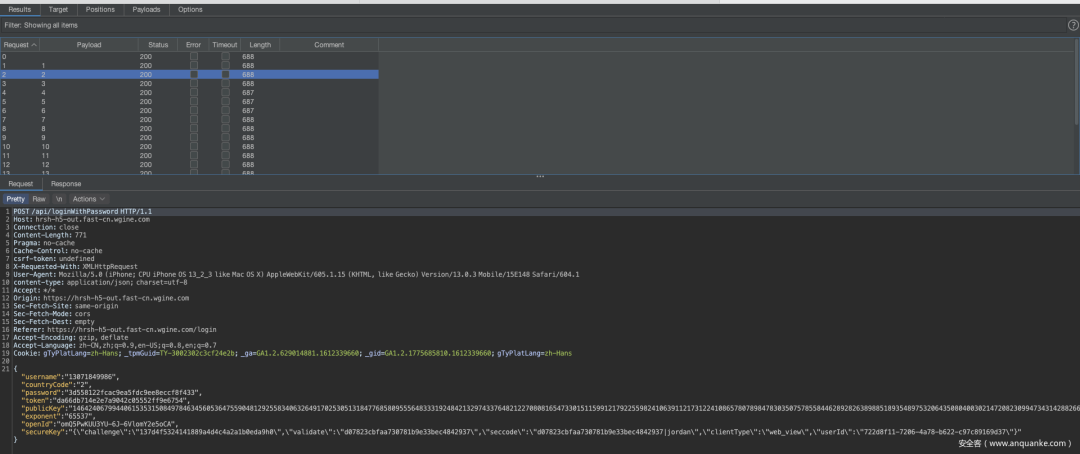 Results Target Positions Payloads Options
Filter: Showing all items
Request Payload Status Error Timeout Length Comment
0 200 688
1 1 200 688
2 2 200 688
3 3 200 688
4 4 200 687
5 5 200 687
6 6 200 687
7 7 200 688
8 8 200 688
9 9 200 688
10 10 200 688
11 11 200 688
12 12 200 688
13 13 200 688
Request Response
Pretty Raw \n Actions
1 POST /api/loginWithPassword HTTP/1.1
2 Host: hrsh-h5-out.fast-cn.wgine.com
3 Connection: close
4 Content-Length: 771
5 Pragma: no-cache
6 Cache-Control: no-cache
7 csrf-token: undefined
8 X-Requested-With: XMLHttpRequest
9 User-Agent: Mozilla/5.0 (iPhone; CPU iPhone OS 13_2_3 like Mac OS X) AppleWebKit/605.1.15 (KHTML, like Gecko) Version/13.0.3 Mobile/15E148 Safari/604.1
10 content-type: application/json; charset=utf-8
11 Accept: */*
12 Origin: https://hrsh-h5-out.fast-cn.wgine.com
13 Sec-Fetch-Site: same-origin
14 Sec-Fetch-Mode: cors
15 Sec-Fetch-Dest: empty
16 Referer: https://hrsh-h5-out.fast-cn.wgine.com/login
17 Accept-Encoding: gzip, deflate
18 Accept-Language: zh-CN,zh;q=0.9,en-US;q=0.8,en;q=0.7
19 Cookie: gTyPlatLang=zh-Hans; _tpmGuid=TY-3002302c3cf24e2b; _ga=GA1.2.629014881.1612339660; _gid=GA1.2.1775685810.1612339660; gTyPlatLang=zh-Hans
20
21 {
"username":"13071849986",
"countryCode":"2",
"password":"3d558122fcac9ea5fdc9ee8eccf8f433",
"token":"da66db714e2e7a9042c05552ff9e6754",
"publicKey":
"exponent":"65537",
"openId":"omQ5PwKUU3YU-6J-6VlomY2e5oCA",
"secureKey":"{\"challenge\":\"137d4f5324141889a4d4c4a2a1b0eda9h0\",\"validate\":\"d07823cbfaa730781b9e33bec4842937\",\"seccode\":\"d07823cbfaa730781b9e33bec4842937|jordan\",\"clientType\":\"web_view\",\"userId\":\"722d8f11-7206-4a78-b622-c97c89169d37\"}"
}
安全客（www.anquanke.com）